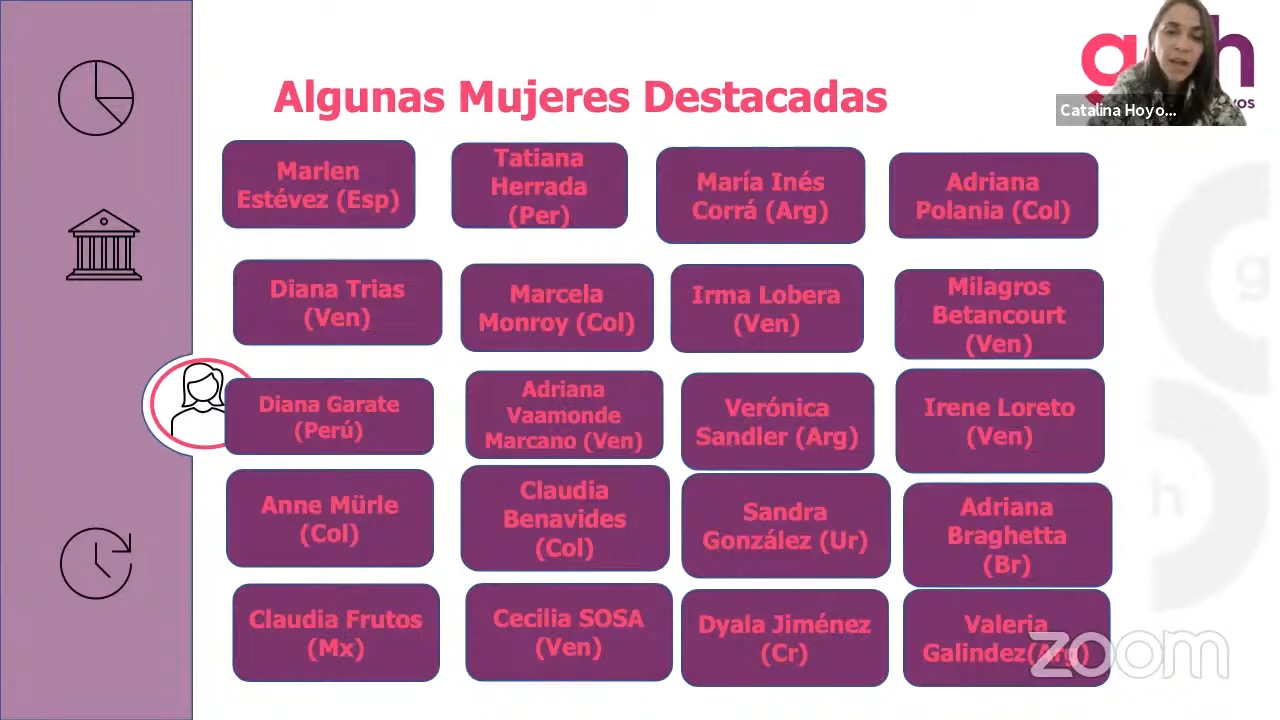 Algunas Mujeres Destacadas
Catalina Hoyo...
Marlen
Estévez (Esp)
Tatiana
Herrada
(Per)
María Inés
Corrá (Arg)
Adriana
Polania (Col)
Diana Trias
(Ven)
Marcela
Monroy (Col)
Irma Lobera
(Ven)
Milagros
Betancourt
(Ven)
Diana Garate
(Perú)
Adriana
Vaamonde
Marcano (Ven)
Verónica
Sandler (Arg)
Irene Loreto
(Ven)
Anne Mürle
(Col)
Claudia
Benavides
(Col)
Sandra
González (Ur)
Adriana
Braghetta
(Br)
Claudia Frutos
(Mx)
Cecilia SOSA
(Ven)
Dyala Jiménez
(Cr)
Valeria
Galindez(Arg)
zoom